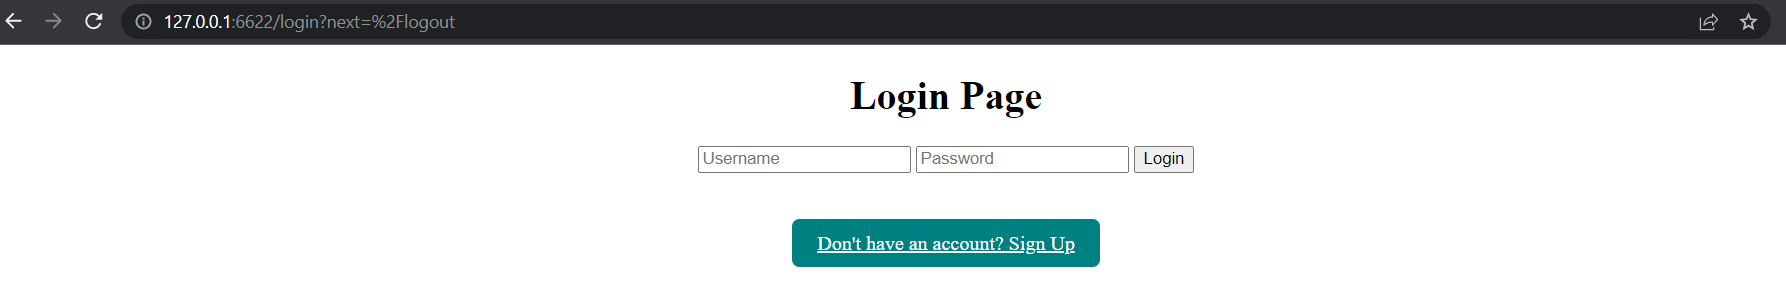 127.0.0.1:6622/login?next=%2Flogout
Login Page
Username Password Login
Don't have an account? Sign Up